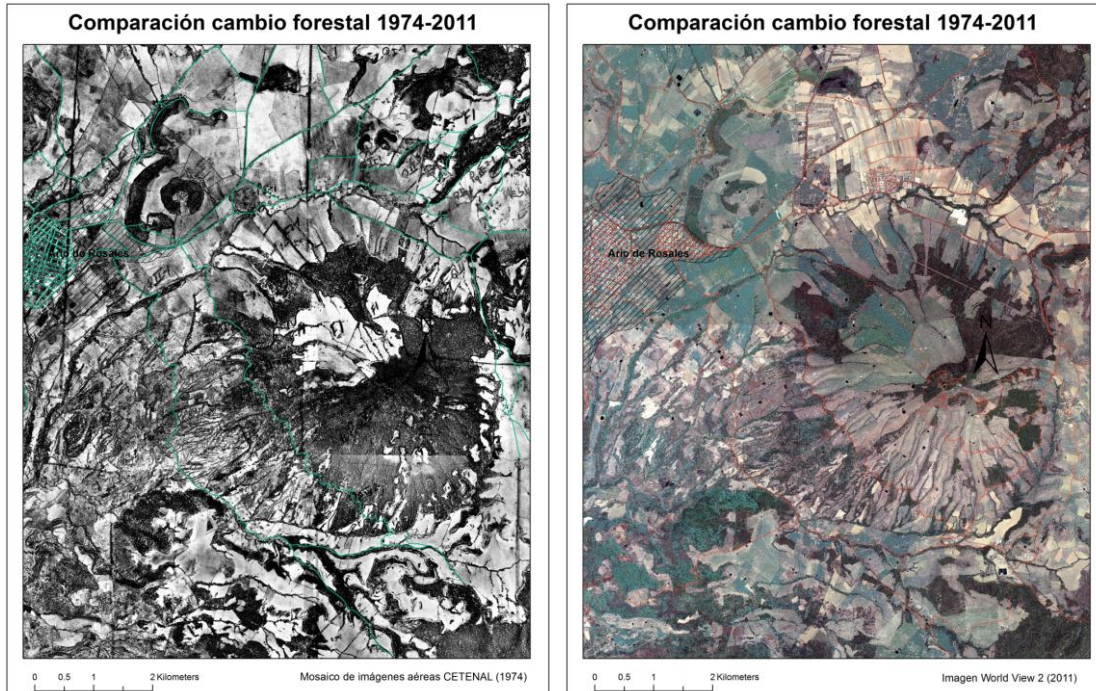 Comparación cambio forestal 1974-2011
Ario de Rosales
0 0.5 1 2 Kilometers
Mosaico de imágenes aéreas CETENAL (1974)
Comparación cambio forestal 1974-2011
Ario de Rosales
N
0 0.5 1 2 Kilometers
Imagen World View 2 (2011)